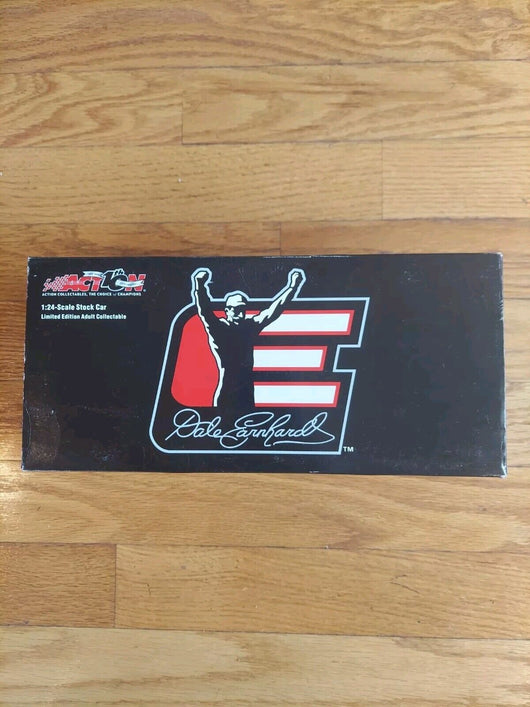 ACTION
10th
ACTION COLLECTABLES, THE CHOICE of CHAMPIONS
1:24-Scale Stock Car
Limited Edition Adult Collectable
E
Dale Earnhardt
TM